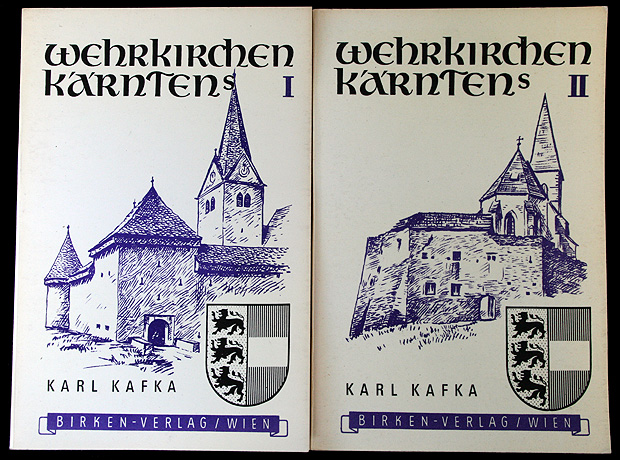 WEHRKIRCHEN
KÄRNTENs I
KARL KAFKA
BIRKEN-VERLAG/WIEN
WEHRKIRCHEN
KÄRNTENs II
KARL KAFKA
BIRKEN-VERLAG/WIEN